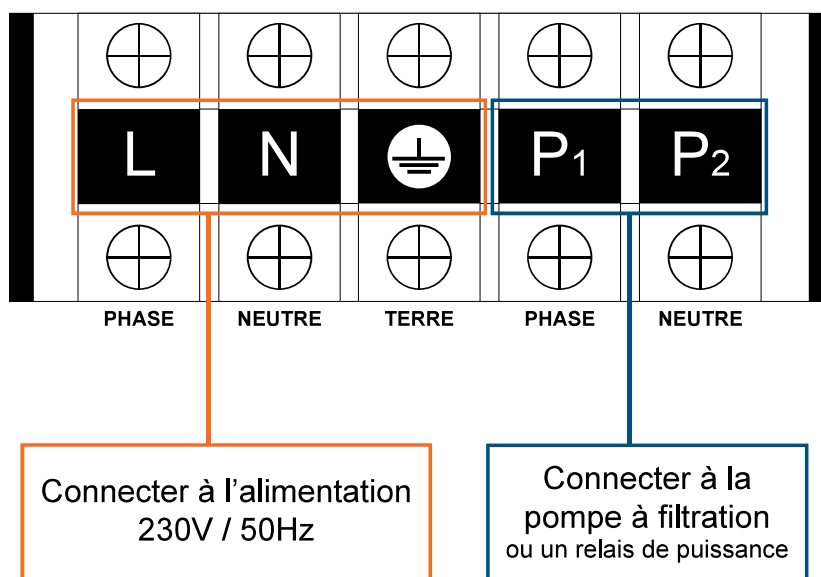 L N P1 P2
PHASE NEUTRE TERRE PHASE NEUTRE
Connecter à l’alimentation
230V / 50Hz
Connecter à la
pompe à filtration
ou un relais de puissance